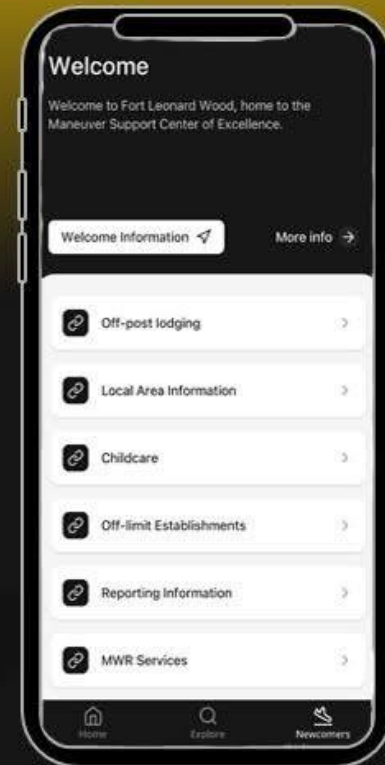 Welcome
Welcome to Fort Leonard Wood, home to the
Maneuver Support Center of Excellence.
Welcome Information
More info
Off-post lodging
Local Area Information
Childcare
Off-limit Establishments
Reporting Information
MWR Services
Home
Explore
Newcomers